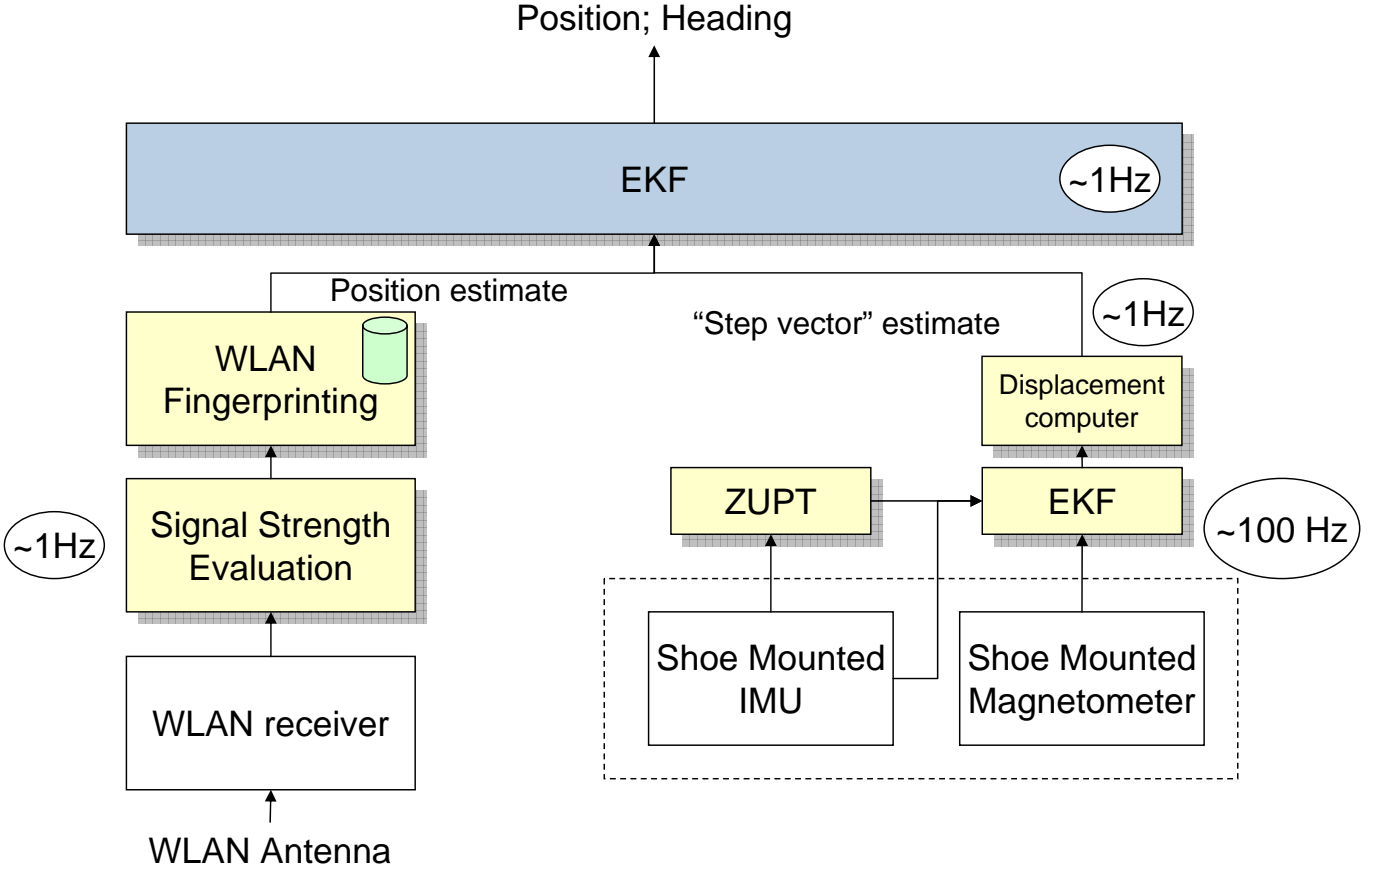 Position; Heading
EKF
~1Hz
Position estimate
“Step vector” estimate
~1Hz
WLAN
Fingerprinting
Displacement
computer
ZUPT
EKF
~100 Hz
~1Hz
Signal Strength
Evaluation
Shoe Mounted
IMU
Shoe Mounted
Magnetometer
WLAN receiver
WLAN Antenna